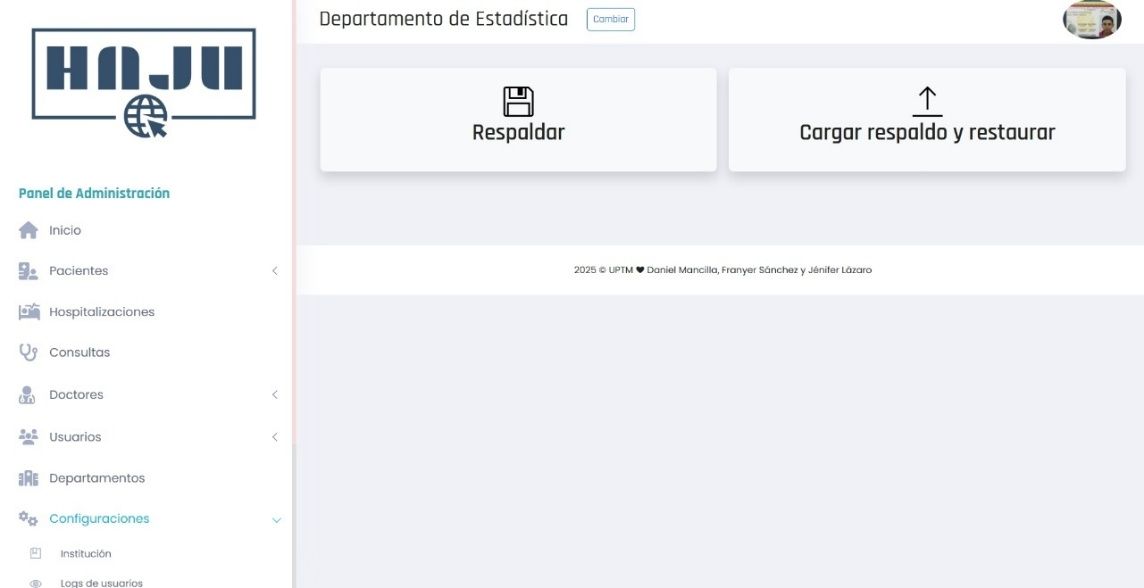 HNJU
Panel de Administración
Inicio
Pacientes
Hospitalizaciones
Consultas
Doctores
Usuarios
Departamentos
Configuraciones
Institución
Logs de usuarios
Departamento de Estadística
Cambiar
Respaldar
Cargar respaldo y restaurar
2025 © UPTM ♥ Daniel Mancilla, Franyer Sánchez y Jénifer Lázaro